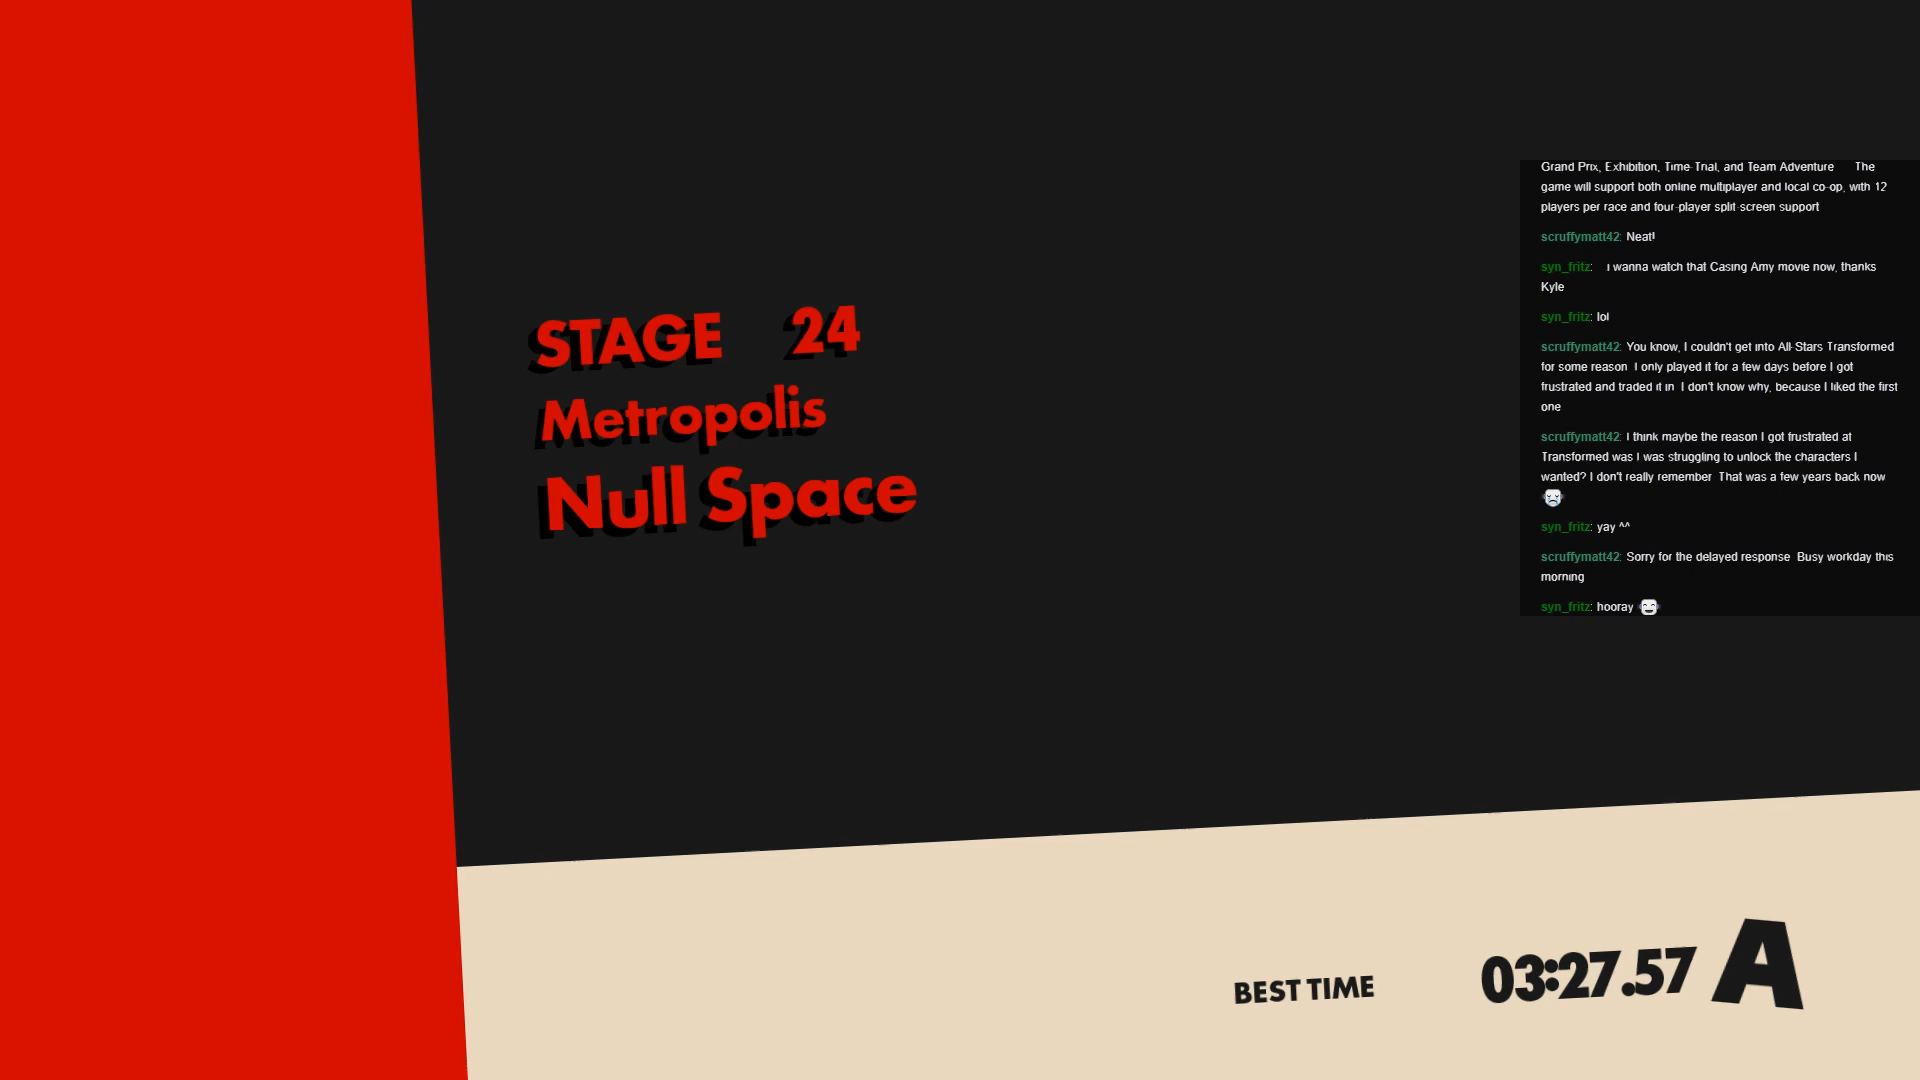 STAGE 24
Metropolis
Null Space
Grand Prix, Exhibition, Time-Trial, and Team Adventure The
game will support both online multiplayer and local co-op, with 12
players per race and four-player split-screen support
scruffymatt42: Neat!
syn_fritz: i wanna watch that Casing Amy movie now, thanks
Kyle
syn_fritz: lol
scruffymatt42: You know, I couldn't get into All-Stars Transformed
for some reason I only played it for a few days before I got
frustrated and traded it in I don't know why, because I liked the first
one
scruffymatt42: I think maybe the reason I got frustrated at
Transformed was I was struggling to unlock the characters I
wanted? I don't really remember That was a few years back now
syn_fritz: yay ^^
scruffymatt42: Sorry for the delayed response Busy workday this
morning
syn_fritz: hooray
BEST TIME 03:27.57 A